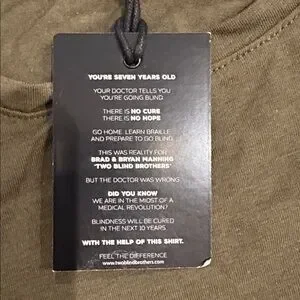 YOU'RE SEVEN YEARS OLD
YOUR DOCTOR TELLS YOU
YOU'RE GOING BLIND.
THERE IS NO CURE
THERE IS NO HOPE
GO HOME. LEARN BRAILLE
AND PREPARE TO GO BLIND.
THIS WAS REALITY FOR
BRAD & BRYAN MANNING
'TWO BLIND BROTHERS'
BUT THE DOCTOR WAS WRONG.
DID YOU KNOW
WE ARE IN THE MOST OF A
MEDICAL REVOLUTION?
BLINDNESS WILL BE CURED
IN THE NEXT 10 YEARS.
WITH THE HELP OF THIS SHIRT.
FEEL THE DIFFERENCE
www.twoblindbrothers.com